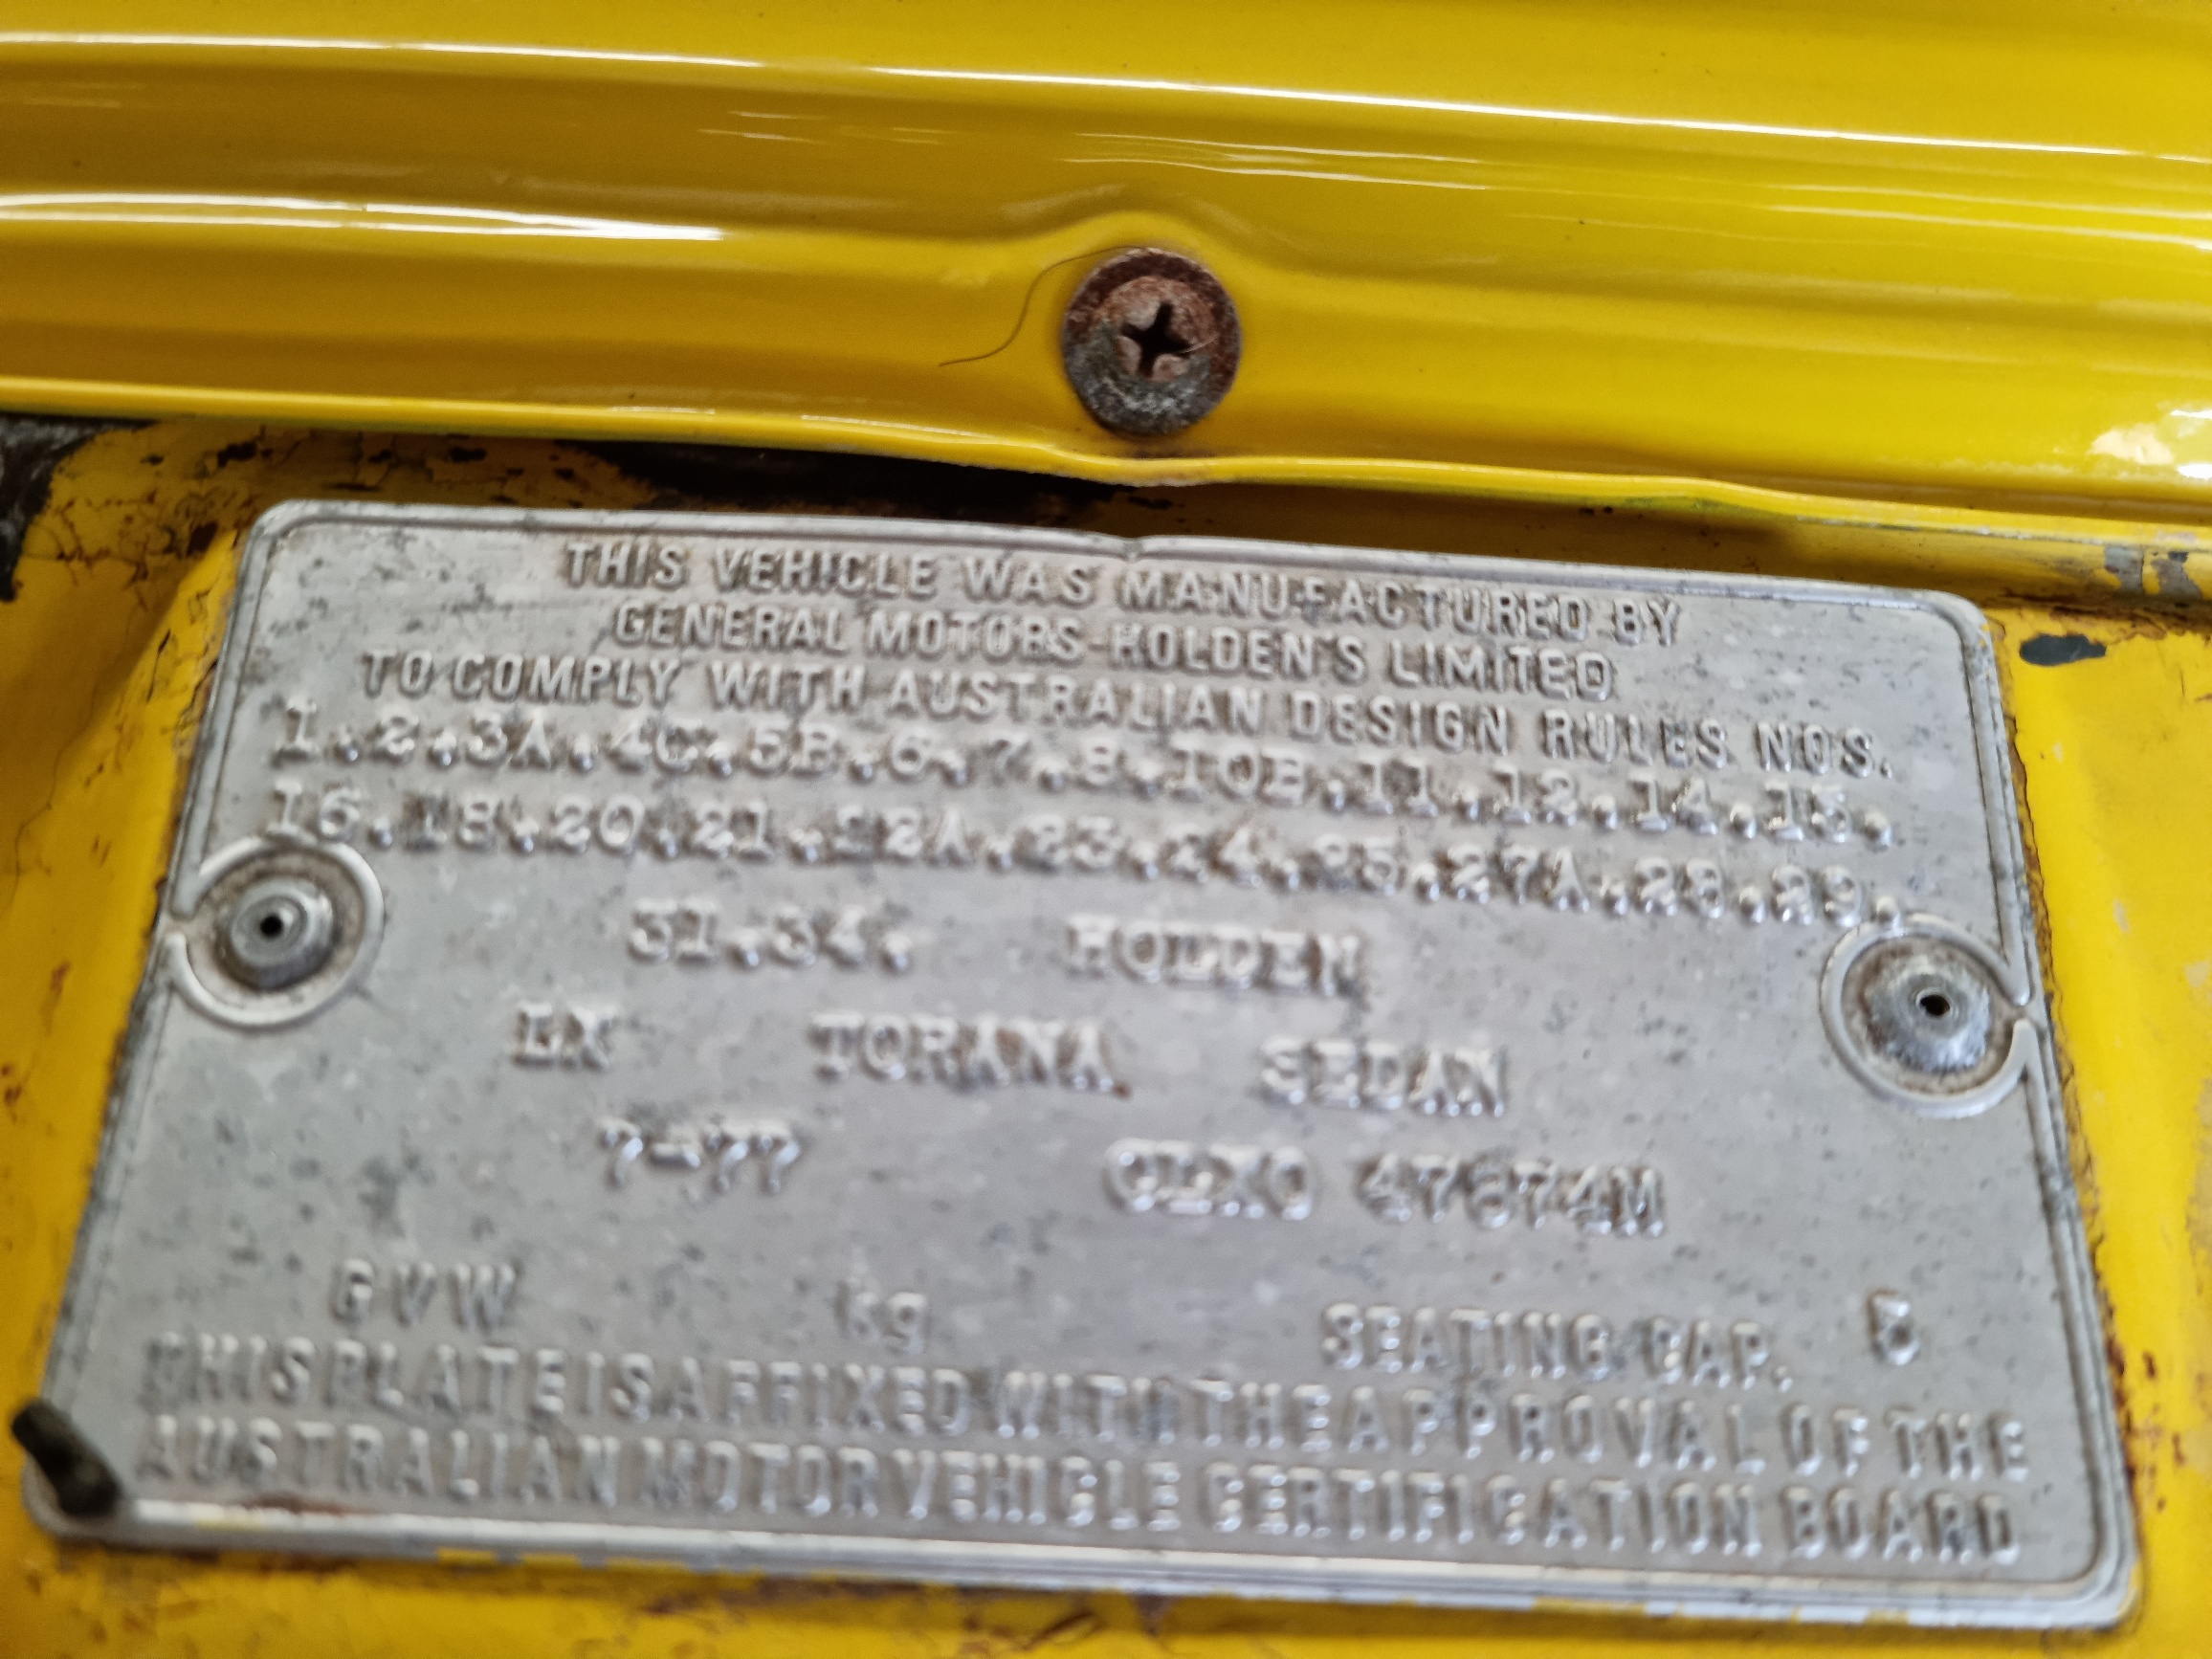 THIS VEHICLE WAS MANUFACTURED BY
GENERAL MOTORS-HOLDEN'S LIMITED
TO COMPLY WITH AUSTRALIAN DESIGN RULES NOS.
1.2.3A.4C.5B.6.7.8.10B.11.12.14.15.
16.18.20.21.22A.23.24.25.27A.28.29.
31.34. HOLDEN
LX TORANA SEDAN
7-77
GVW kg SEATING CAP. 5
THIS PLATE IS AFFIXED WITH THE APPROVAL OF THE
AUSTRALIAN MOTOR VEHICLE CERTIFICATION BOARD